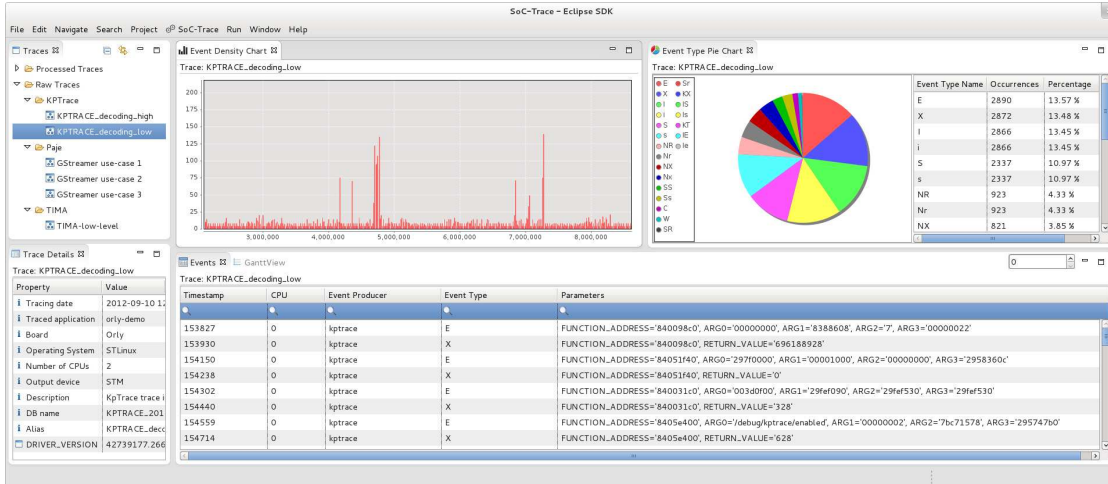 SoC-Trace - Eclipse SDK
File Edit Navigate Search Project SoC-Trace Run Window Help
Traces
Processed Traces
Raw Traces
KPTrace
KPTRACE_decoding_high
KPTRACE_decoding_low
Paje
GStreamer use-case 1
GStreamer use-case 2
GStreamer use-case 3
TIMA
TIMA-low-level
Event Density Chart
Trace: KPTRACE_decoding_low
200
175
150
125
100
75
50
25
0
3,000,000 4,000,000 5,000,000 6,000,000 7,000,000 8,000,000
Event Type Pie Chart
Trace: KPTRACE_decoding_low
E Sr
X KX
I IS
i Is
S KT
s IE
NR Ie
Nr
NX
Nx
SS
Ss
C
W
SR
Event Type Name Occurrences Percentage
E 2890 13.57 %
X 2872 13.48 %
I 2866 13.45 %
i 2866 13.45 %
S 2337 10.97 %
s 2337 10.97 %
NR 923 4.33 %
Nr 923 4.33 %
NX 821 3.85 %
Trace Details
Trace: KPTRACE_decoding_low
Property Value
Tracing date 2012-09-10 12
Traced application orly-demo
Board Orly
Operating System STLinux
Number of CPUs 2
Output device STM
Description KpTrace trace i
DB name KPTRACE_201
Alias KPTRACE_decc
DRIVER_VERSION 42739177.266
Events GanttView
0
Trace: KPTRACE_decoding_low
Timestamp CPU Event Producer Event Type Parameters
153827 0 kptrace E FUNCTION_ADDRESS='840098c0', ARG0='00000000', ARG1='8388608', ARG2='7', ARG3='00000022'
153930 0 kptrace X FUNCTION_ADDRESS='840098c0', RETURN_VALUE='696188928'
154150 0 kptrace E FUNCTION_ADDRESS='84051f40', ARG0='297f0000', ARG1='00001000', ARG2='00000000', ARG3='2958360c'
154238 0 kptrace X FUNCTION_ADDRESS='84051f40', RETURN_VALUE='0'
154302 0 kptrace E FUNCTION_ADDRESS='840031c0', ARG0='003d0f00', ARG1='29fef090', ARG2='29fef530', ARG3='29fef530'
154440 0 kptrace X FUNCTION_ADDRESS='840031c0', RETURN_VALUE='328'
154559 0 kptrace E FUNCTION_ADDRESS='8405e400', ARG0='/debug/kptrace/enabled', ARG1='00000002', ARG2='7bc71578', ARG3='295747b0'
154714 0 kptrace X FUNCTION_ADDRESS='8405e400', RETURN_VALUE='628'